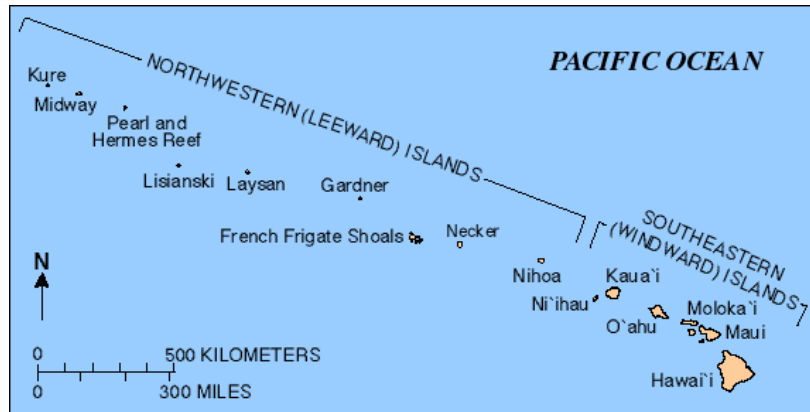 PACIFIC OCEAN
NORTHWESTERN (LEEWARD) ISLANDS
Kure
Midway
Pearl and
Hermes Reef
Lisianski
Laysan
Gardner
French Frigate Shoals
Necker
Nihoa
SOUTHEASTERN
(WINDWARD) ISLANDS
Kaua`i
Ni`ihau
O`ahu
Moloka`i
Maui
Hawai`i
N
0 500 KILOMETERS
0 300 MILES